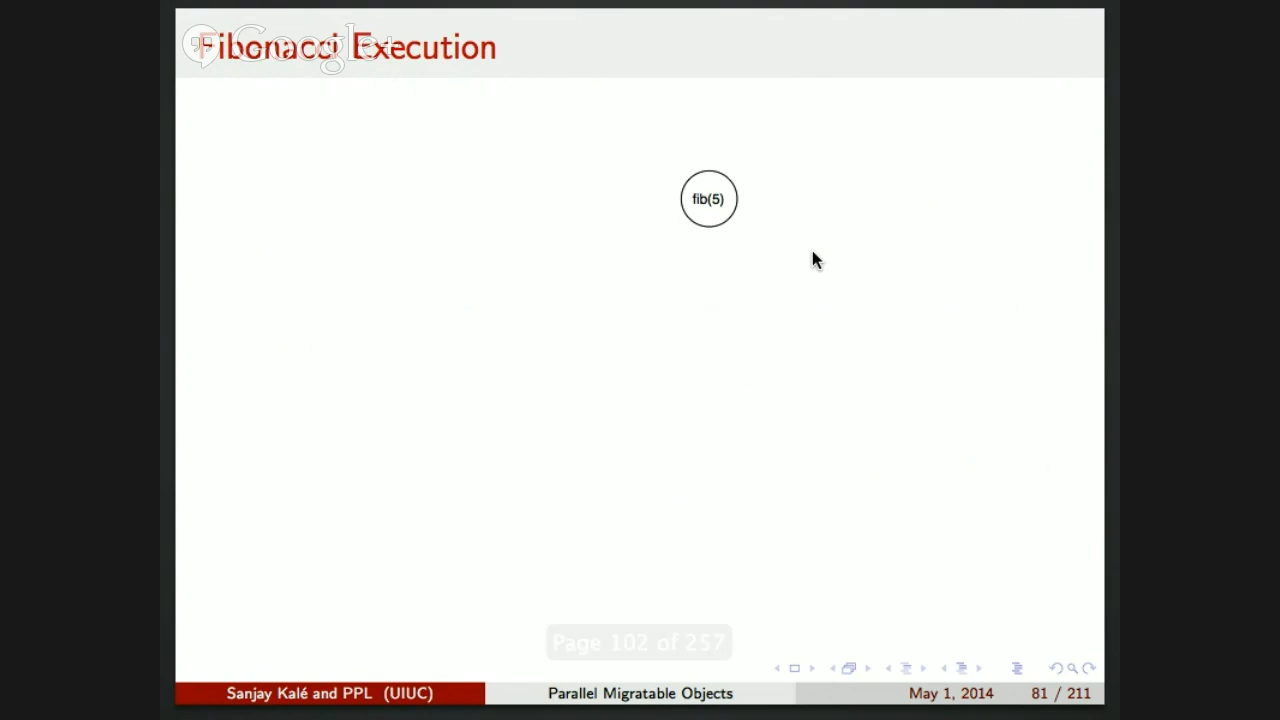 Fibonacci Execution
Google+
fib(5)
Page 102 of 257
Sanjay Kalé and PPL (UIUC)
Parallel Migratable Objects
May 1, 2014
81 / 211